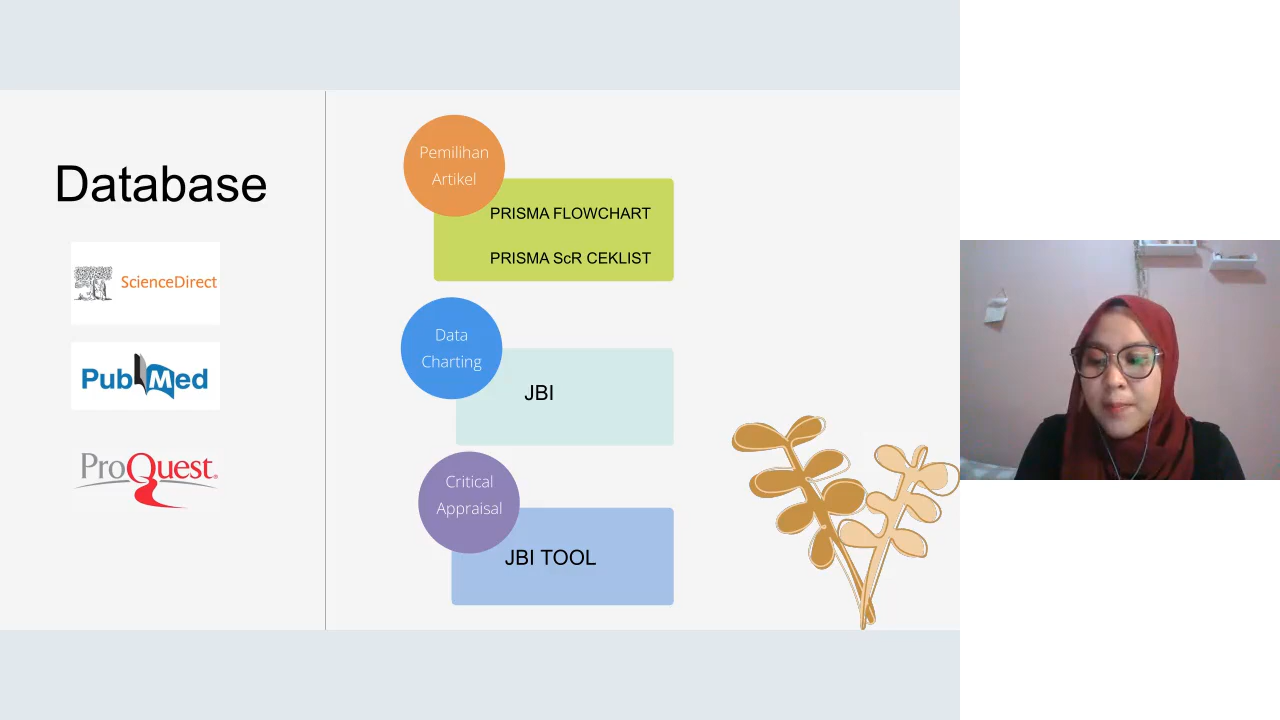 Database
ScienceDirect
PubMed
ProQuest
Pemilihan
Artikel
PRISMA FLOWCHART
PRISMA ScR CEKLIST
Data
Charting
JBI
Critical
Appraisal
JBI TOOL